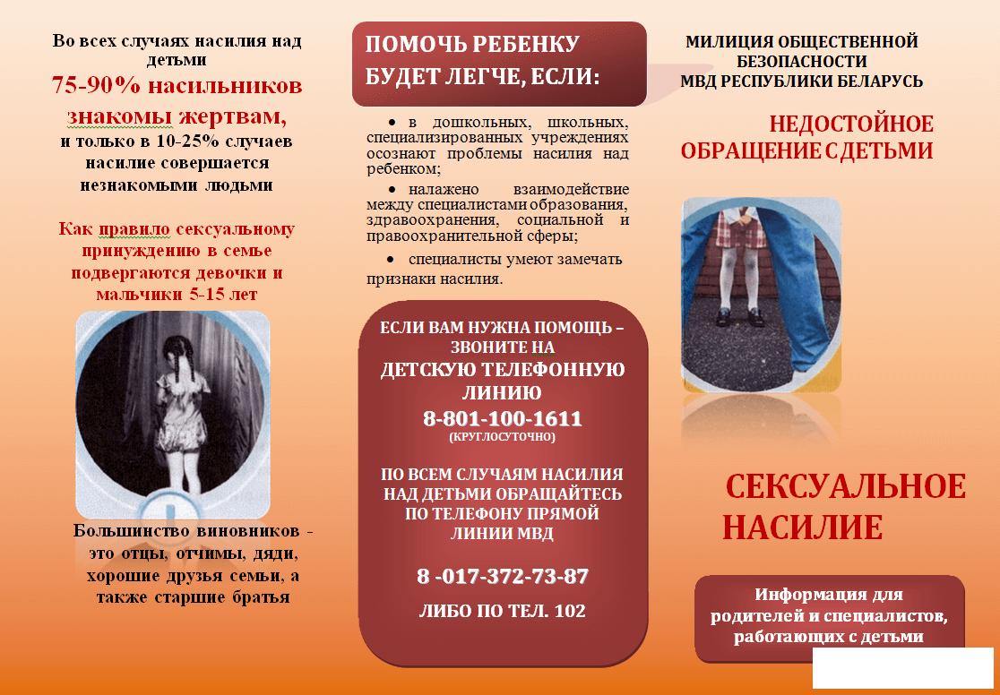 Во всех случаях насилия над
детьми
75-90% насильников
знакомы жертвам,
и только в 10-25% случаев
насилие совершается
незнакомыми людьми
Как правило сексуальному
принуждению в семье
подвергаются девочки и
мальчики 5-15 лет
Большинство виновников -
это отцы, отчимы, дяди,
хорошие друзья семьи, а
также старшие братья
ПОМОЧЬ РЕБЕНКУ
БУДЕТ ЛЕГЧЕ, ЕСЛИ:
• в дошкольных, школьных,
специализированных учреждениях
осознают проблемы насилия над
ребенком;
• налажено взаимодействие
между специалистами образования,
здравоохранения, социальной и
правоохранительной сферы;
• специалисты умеют замечать
признаки насилия.
ЕСЛИ ВАМ НУЖНА ПОМОЩЬ –
ЗВОНИТЕ НА
ДЕТСКУЮ ТЕЛЕФОННУЮ
ЛИНИЮ
8-801-100-1611
(КРУГЛОСУТОЧНО)
ПО ВСЕМ СЛУЧАЯМ НАСИЛИЯ
НАД ДЕТЬМИ ОБРАЩАЙТЕСЬ
ПО ТЕЛЕФОНУ ПРЯМОЙ
ЛИНИИ МВД
8 -017-372-73-87
ЛИБО ПО ТЕЛ. 102
МИЛИЦИЯ ОБЩЕСТВЕННОЙ
БЕЗОПАСНОСТИ
МВД РЕСПУБЛИКИ БЕЛАРУСЬ
НЕДОСТОЙНОЕ
ОБРАЩЕНИЕ С ДЕТЬМИ
СЕКСУАЛЬНОЕ
НАСИЛИЕ
Информация для
родителей и специалистов,
работающих с детьми